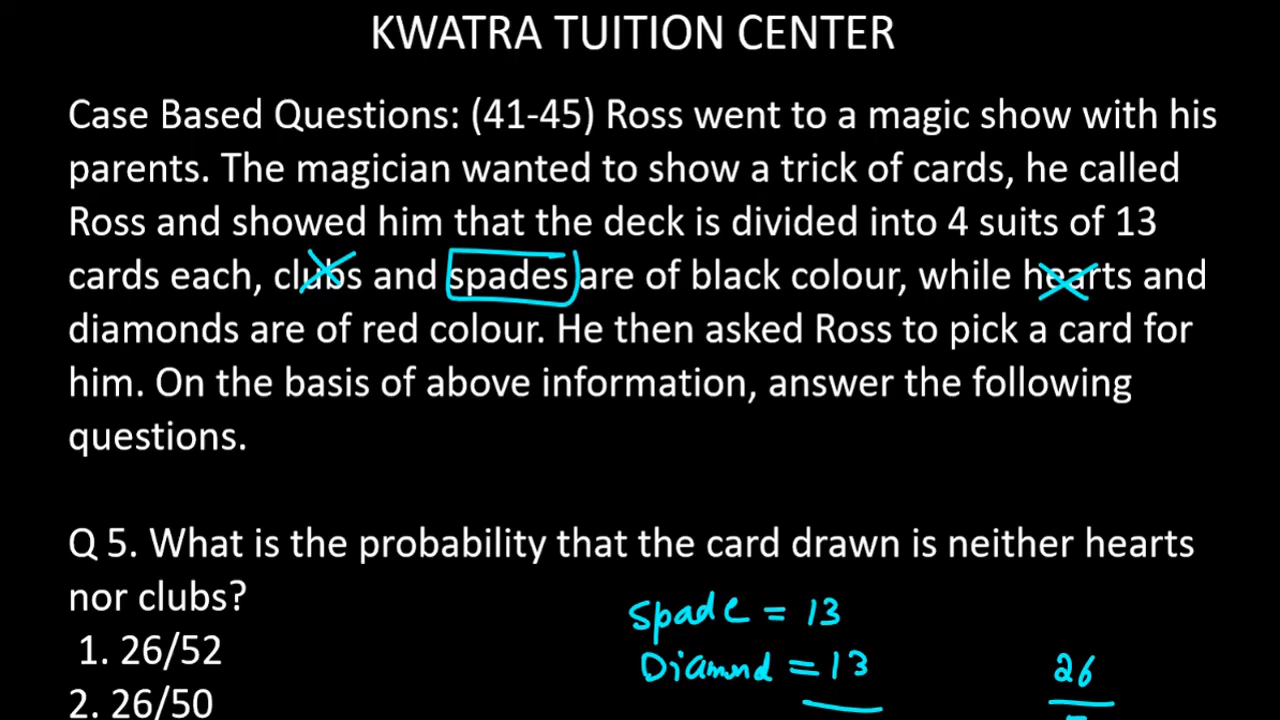 KWATRA TUITION CENTER
Case Based Questions: (41-45) Ross went to a magic show with his
parents. The magician wanted to show a trick of cards, he called
Ross and showed him that the deck is divided into 4 suits of 13
cards each, clubs and spades are of black colour, while hearts and
diamonds are of red colour. He then asked Ross to pick a card for
him. On the basis of above information, answer the following
questions.
Q 5. What is the probability that the card drawn is neither hearts
nor clubs?
Spade = 13
1. 26/52
Diamond = 13
26
2. 26/50